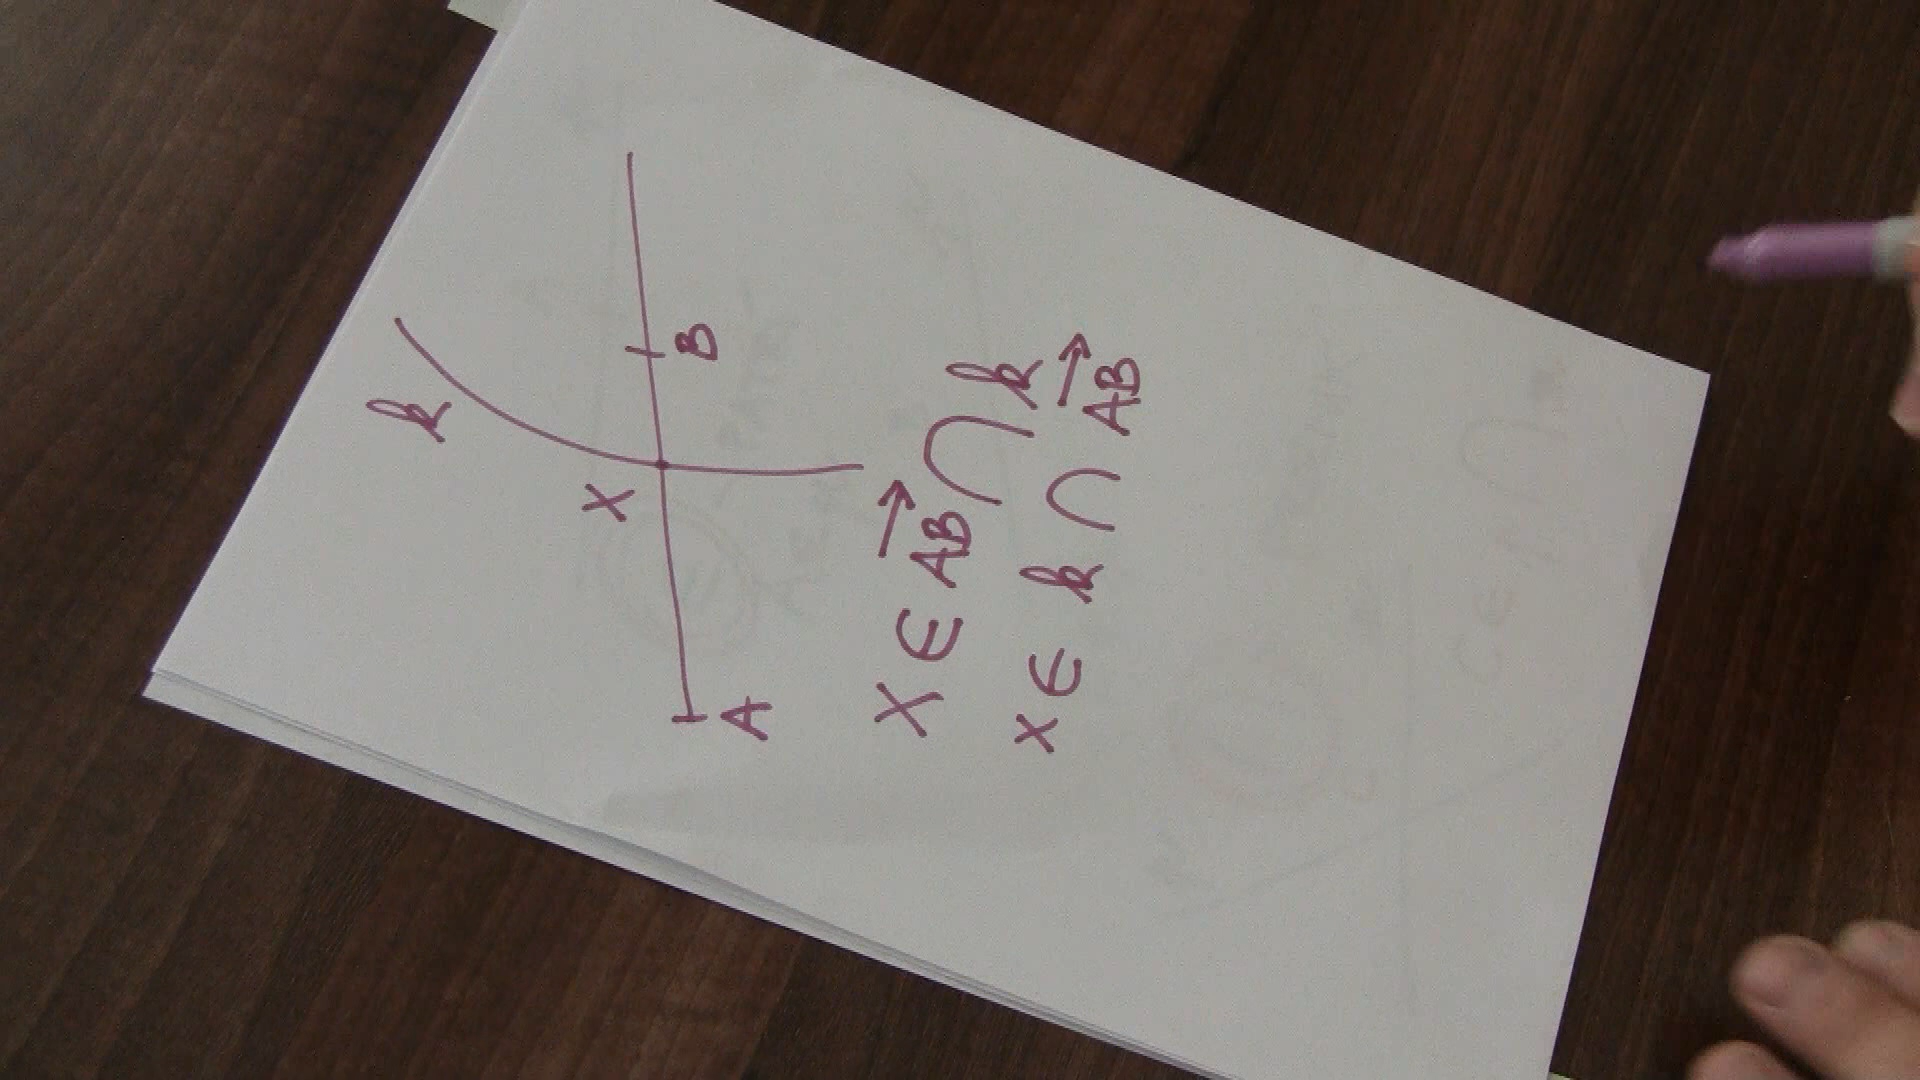 k
X
B
A
X ∈ AB→ ∩ k
X ∈ k ∩ AB→